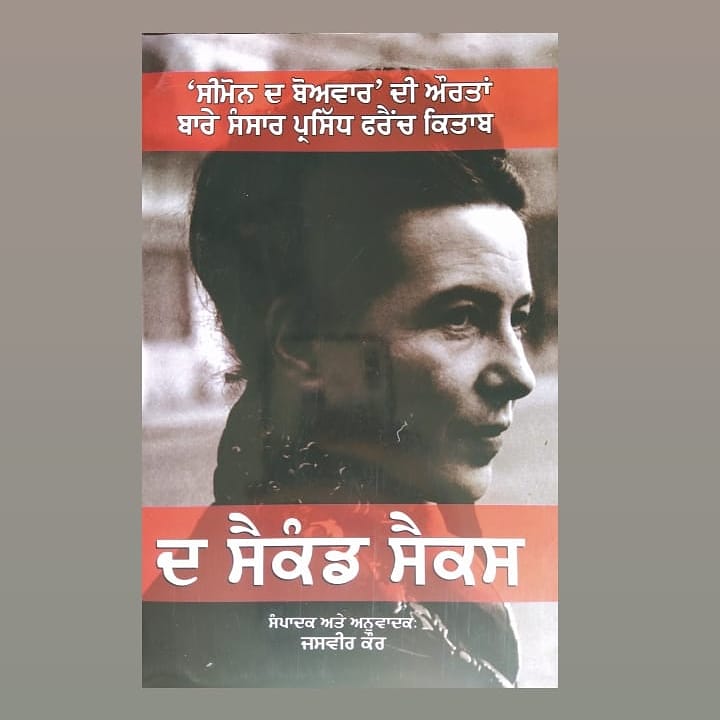 ‘ਸੀਮੋਨ ਦ ਬੋਅਵਾਰ’ ਦੀ ਔਰਤਾਂ
ਬਾਰੇ ਸੰਸਾਰ ਪ੍ਰਸਿੱਧ ਫਰੈਂਚ ਕਿਤਾਬ
ਦ ਸੈਕੰਡ ਸੈਕਸ
ਸੰਪਾਦਕ ਅਤੇ ਅਨੁਵਾਦਕ:
ਜਸਵੀਰ ਕੌਰ